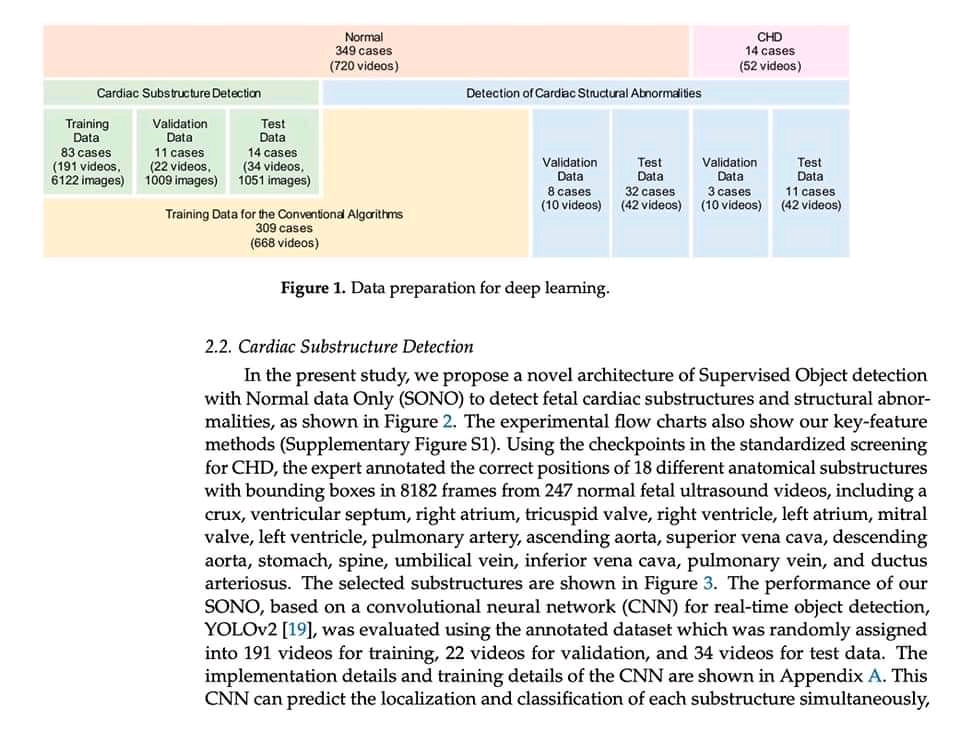 Normal
349 cases
(720 videos)
CHD
14 cases
(52 videos)
Cardiac Substructure Detection
Detection of Cardiac Structural Abnormalities
Training
Data
83 cases
(191 videos,
6122 images)
Validation
Data
11 cases
(22 videos,
1009 images)
Test
Data
14 cases
(34 videos,
1051 images)
Validation
Data
8 cases
(10 videos)
Test
Data
32 cases
(42 videos)
Validation
Data
3 cases
(10 videos)
Test
Data
11 cases
(42 videos)
Training Data for the Conventional Algorithms
309 cases
(668 videos)
Figure 1. Data preparation for deep learning.
2.2. Cardiac Substructure Detection
In the present study, we propose a novel architecture of Supervised Object detection
with Normal data Only (SONO) to detect fetal cardiac substructures and structural abnor-
malities, as shown in Figure 2. The experimental flow charts also show our key-feature
methods (Supplementary Figure S1). Using the checkpoints in the standardized screening
for CHD, the expert annotated the correct positions of 18 different anatomical substructures
with bounding boxes in 8182 frames from 247 normal fetal ultrasound videos, including a
crux, ventricular septum, right atrium, tricuspid valve, right ventricle, left atrium, mitral
valve, left ventricle, pulmonary artery, ascending aorta, superior vena cava, descending
aorta, stomach, spine, umbilical vein, inferior vena cava, pulmonary vein, and ductus
arteriosus. The selected substructures are shown in Figure 3. The performance of our
SONO, based on a convolutional neural network (CNN) for real-time object detection,
YOLOv2 [19], was evaluated using the annotated dataset which was randomly assigned
into 191 videos for training, 22 videos for validation, and 34 videos for test data. The
implementation details and training details of the CNN are shown in Appendix A. This
CNN can predict the localization and classification of each substructure simultaneously,